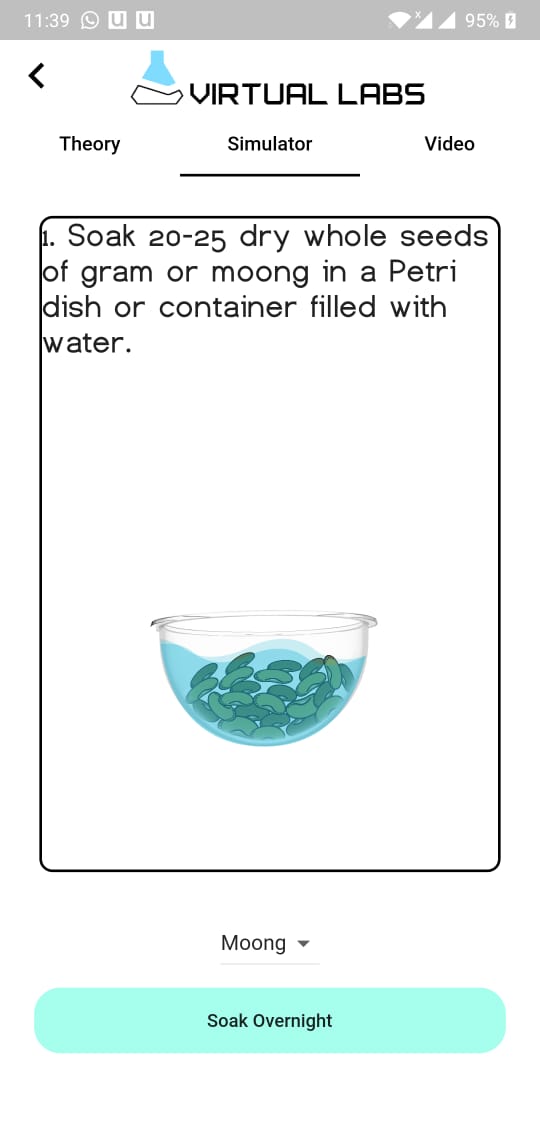 11:39 U U 95%
VIRTUAL LABS
Theory Simulator Video
1. Soak 20-25 dry whole seeds
of gram or moong in a Petri
dish or container filled with
water.
Moong
Soak Overnight